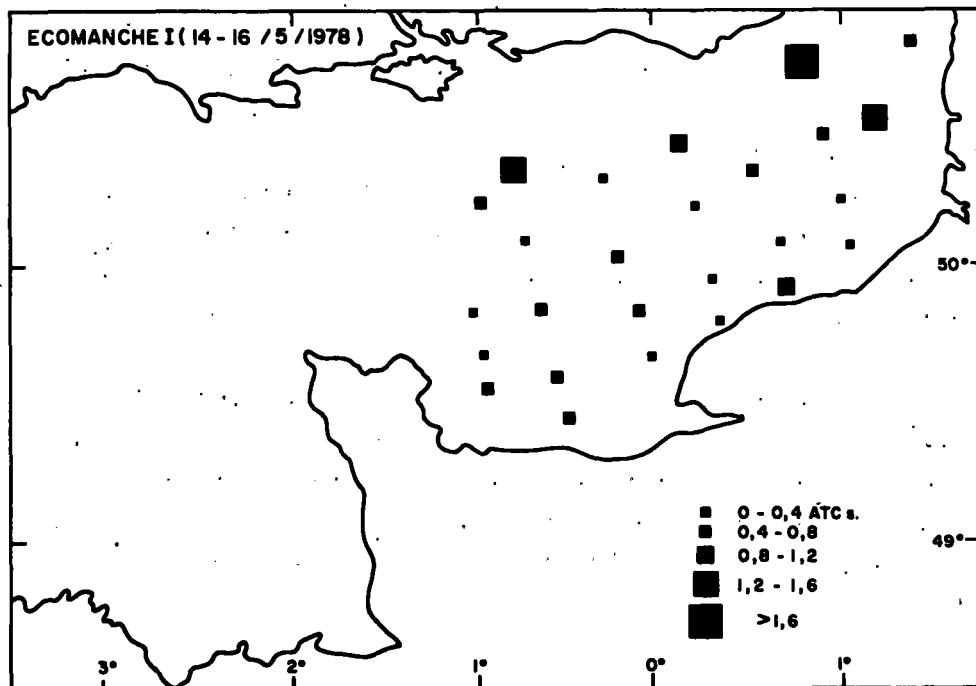 ECOMANCHE I ( 14 - 16 / 5 / 1978 )
50°
0 - 0,4 ATC s.
0,4 - 0,8
0,8 - 1,2
1,2 - 1,6
>1,6
49°
3° 2° 1° 0° 1°